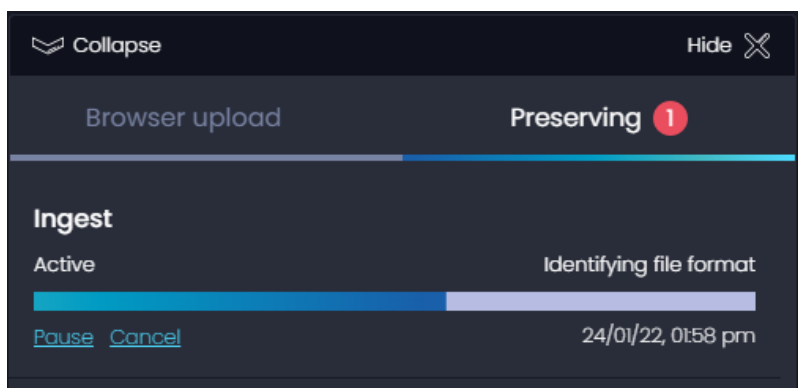 Collapse Hide
Browser upload Preserving 1
Ingest
Active Identifying file format
Pause Cancel 24/01/22, 01:58 pm